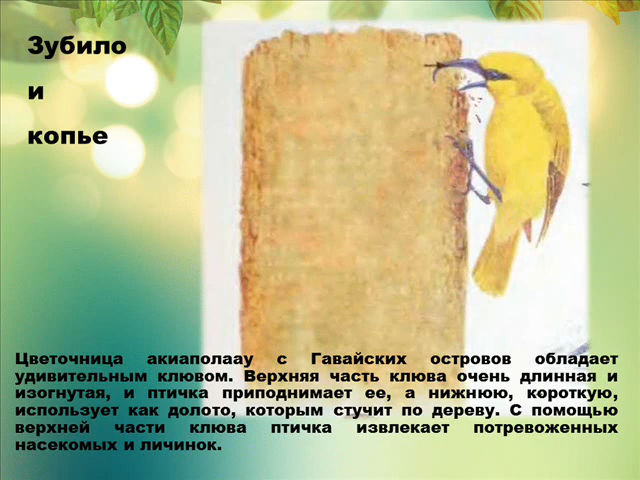 Зубило
и
копье
Цветочница акиаполаау с Гавайских островов обладает
удивительным клювом. Верхняя часть клюва очень длинная и
изогнутая, и птичка приподнимает ее, а нижнюю, короткую,
использует как долото, которым стучит по дереву. С помощью
верхней части клюва птичка извлекает потревоженных
насекомых и личинок.